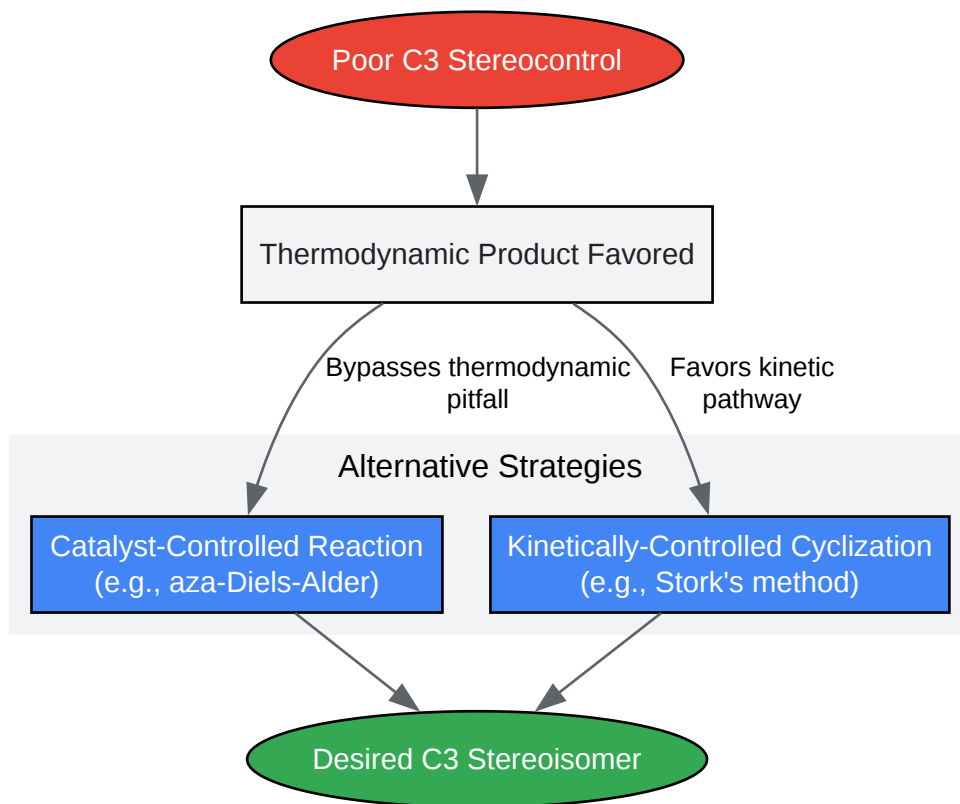 Poor C3 Stereocontrol
Thermodynamic Product Favored
Bypasses thermodynamic
pitfall
Favors kinetic
pathway
Alternative Strategies
Catalyst-Controlled Reaction
(e.g., aza-Diels-Alder)
Kinetically-Controlled Cyclization
(e.g., Stork's method)
Desired C3 Stereoisomer